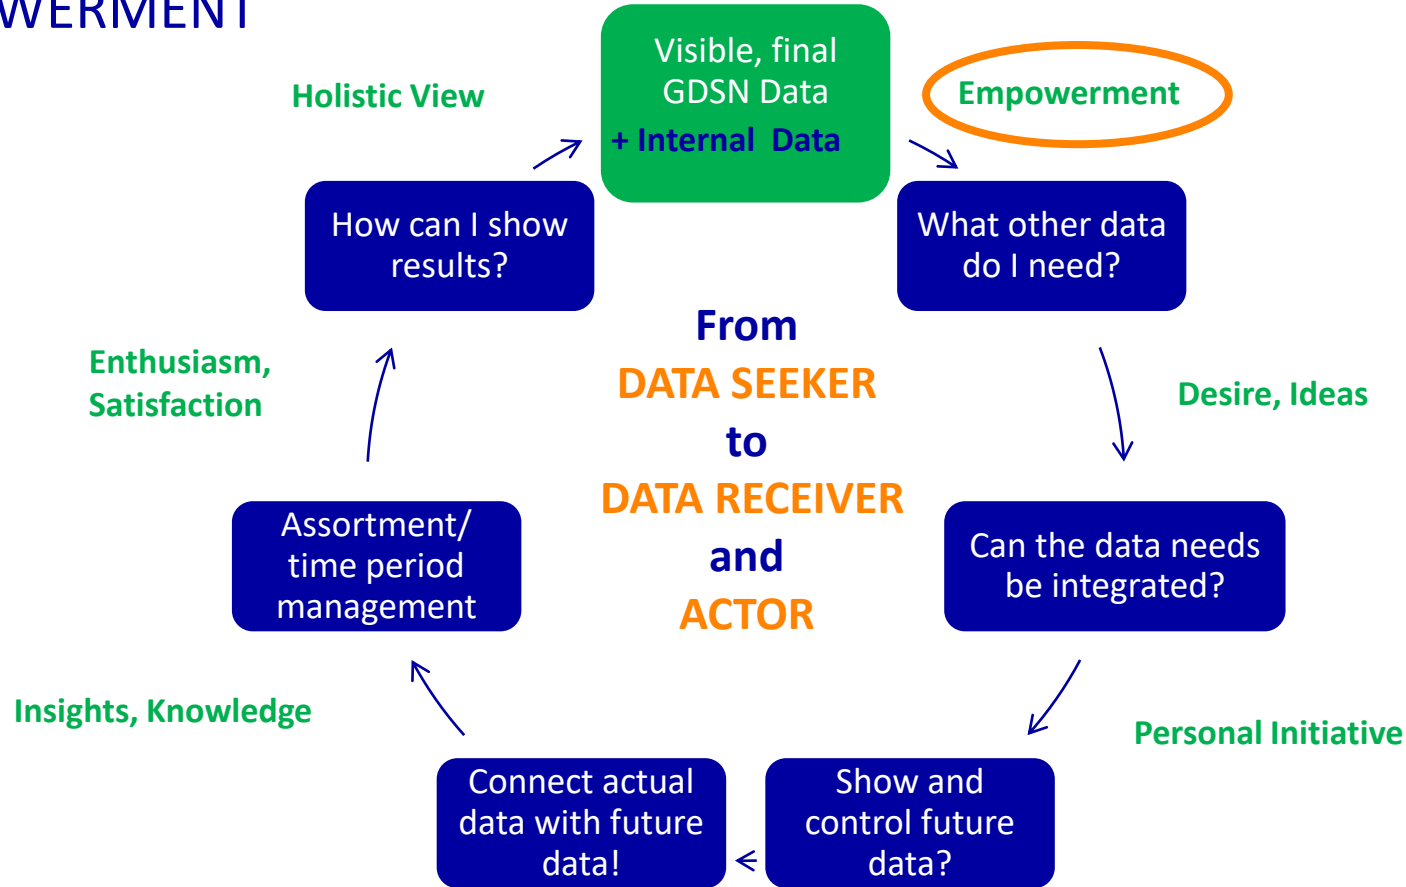 WERMENT
Visible, final
GDSN Data
+ Internal Data
Holistic View
Empowerment
How can I show
results?
What other data
do I need?
From
DATA SEEKER
to
DATA RECEIVER
and
ACTOR
Enthusiasm,
Satisfaction
Desire, Ideas
Assortment/
time period
management
Can the data needs
be integrated?
Insights, Knowledge
Personal Initiative
Connect actual
data with future
data!
Show and
control future
data?